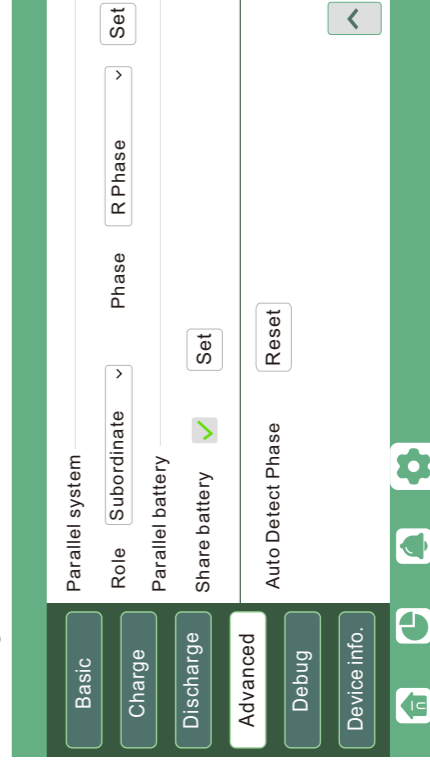 Basic
Charge
Discharge
Advanced
Debug
Device info.
Parallel system
Role Subordinate Phase R Phase Set
Parallel battery
Share battery Set
Auto Detect Phase Reset